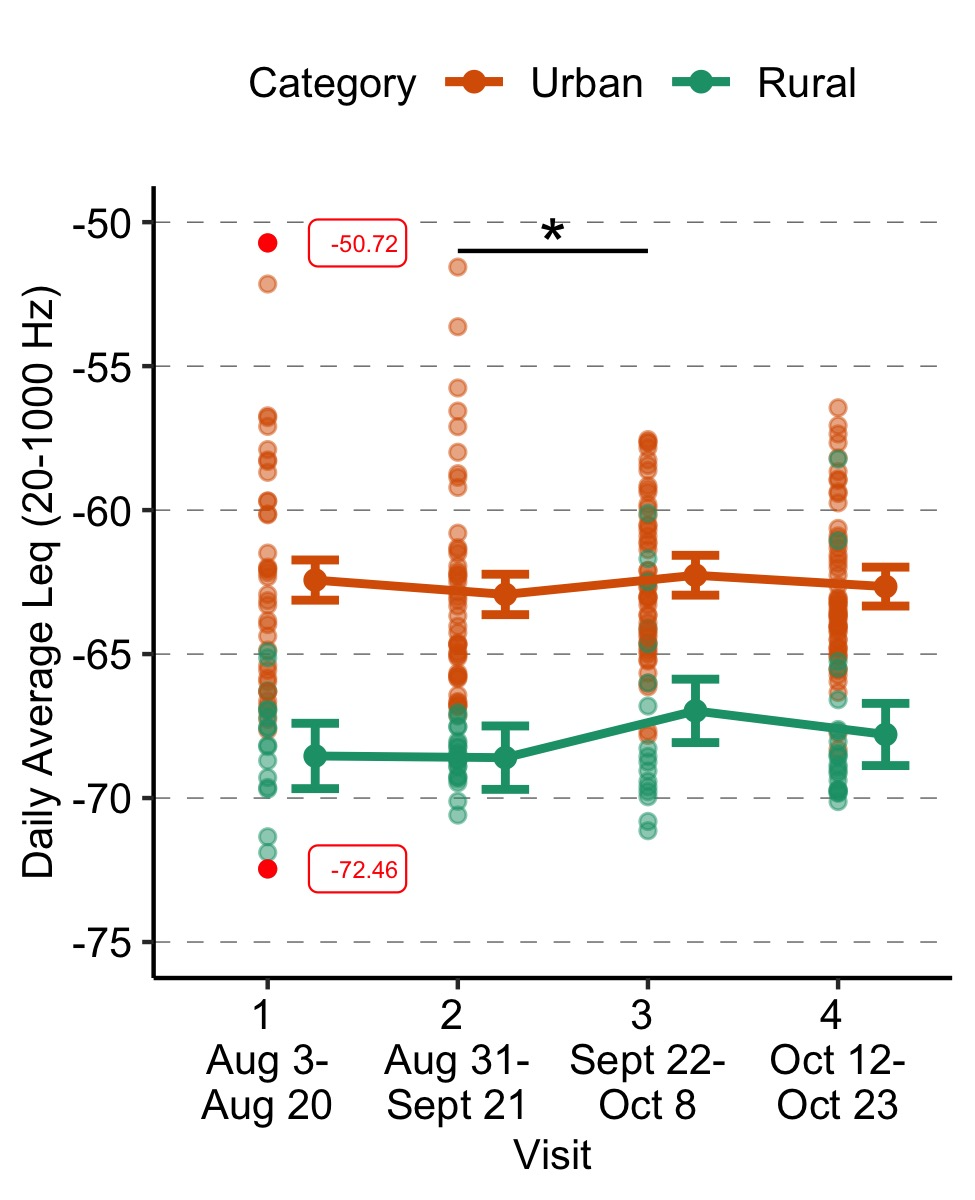 Category Urban Rural
-50
-50.72
*
-55
-60
-65
-70
-72.46
-75
Daily Average Leq (20-1000 Hz)
1 2 3 4
Aug 3- Aug 31- Sept 22- Oct 12-
Aug 20 Sept 21 Oct 8 Oct 23
Visit